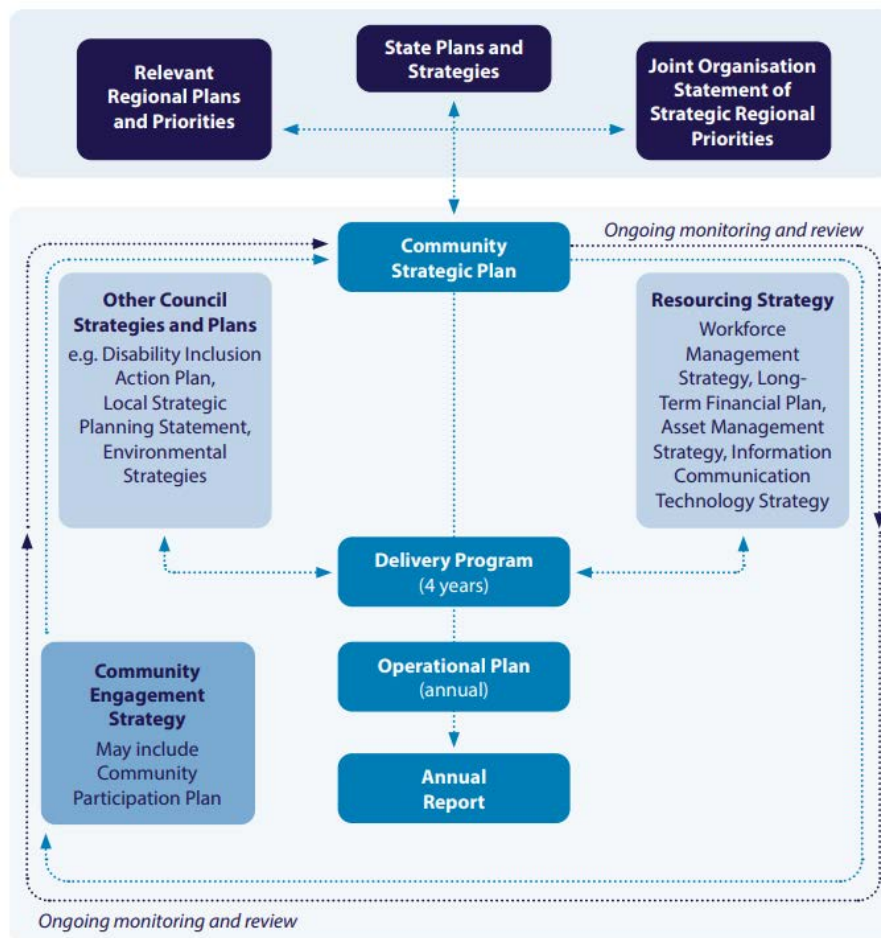 Relevant
Regional Plans
and Priorities
State Plans and
Strategies
Joint Organisation
Statement of
Strategic Regional
Priorities
Community
Strategic Plan
Ongoing monitoring and review
Other Council
Strategies and Plans
e.g. Disability Inclusion
Action Plan,
Local Strategic
Planning Statement,
Environmental
Strategies
Resourcing Strategy
Workforce
Management
Strategy, Long-
Term Financial Plan,
Asset Management
Strategy, Information
Communication
Technology Strategy
Delivery Program
(4 years)
Community
Engagement
Strategy
May include
Community
Participation Plan
Operational Plan
(annual)
Annual
Report
Ongoing monitoring and review